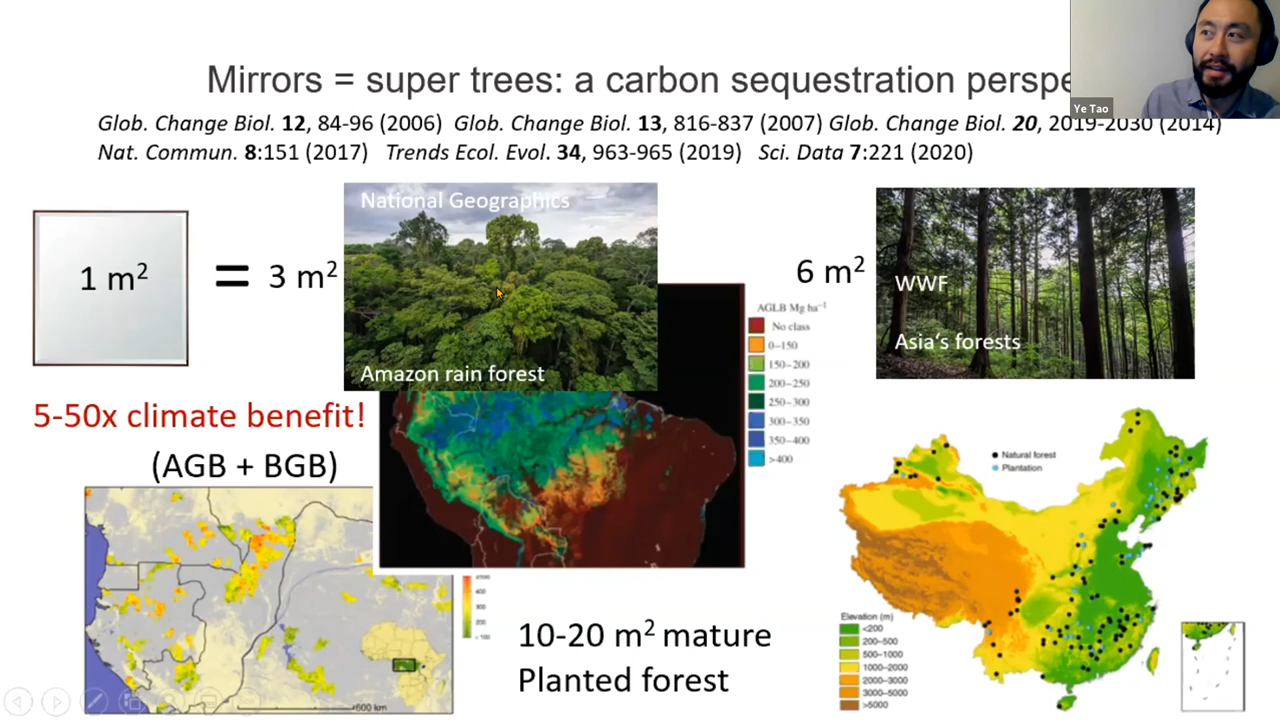 Mirrors = super trees: a carbon sequestration perspe
Ye Tao
Glob. Change Biol. 12, 84-96 (2006) Glob. Change Biol. 13, 816-837 (2007) Glob. Change Biol. 20, 2019-2030 (2014)
Nat. Commun. 8:151 (2017) Trends Ecol. Evol. 34, 963-965 (2019) Sci. Data 7:221 (2020)
1 m²
=
3 m²
National Geographics
Amazon rain forest
6 m²
WWF
Asia's forests
AGLB Mg ha⁻¹
No class
0–150
150–200
200–250
250–300
300–350
350–400
>400
5-50x climate benefit!
(AGB + BGB)
400
300
200
600 km
10-20 m² mature
Planted forest
Natural forest
Plantation
Elevation (m)
<200
200–500
500–1000
1000–2000
2000–3000
3000–5000
>5000